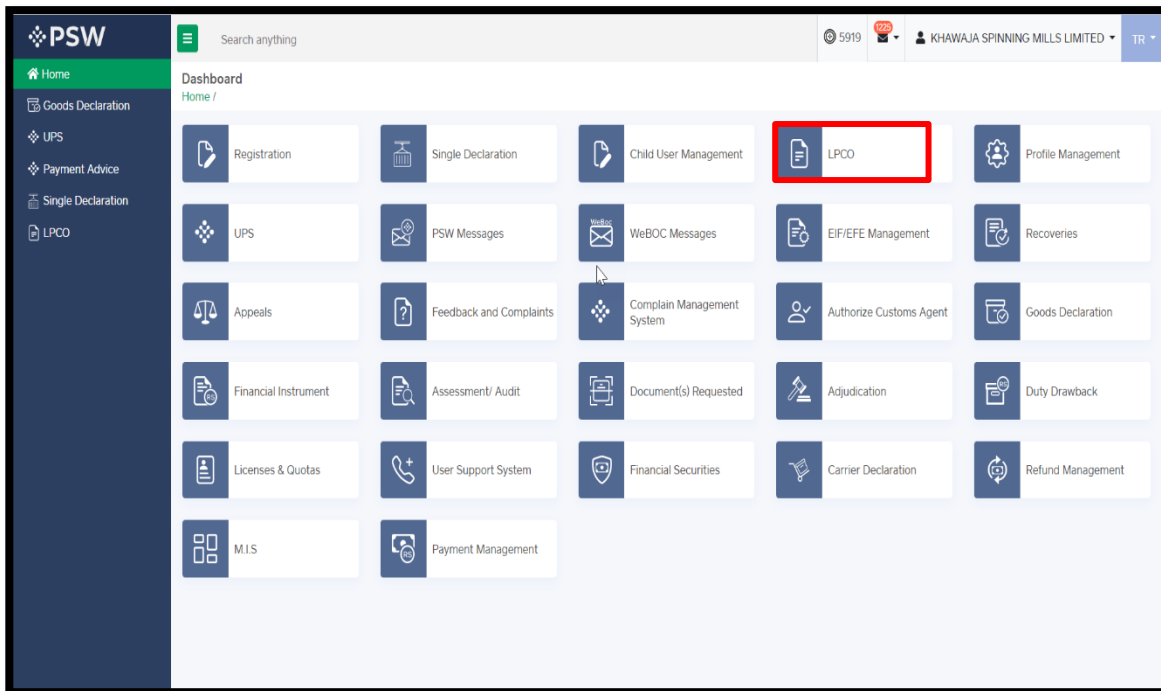 PSW
Search anything
5919
1225
KHAWAJA SPINNING MILLS LIMITED
TR
Home
Goods Declaration
UPS
Payment Advice
Single Declaration
LPCO
Dashboard
Home /
Registration
Single Declaration
Child User Management
LPCO
Profile Management
UPS
PSW Messages
WeBOC
WeBOC Messages
EIF/EFE Management
Recoveries
Appeals
Feedback and Complaints
Complain Management
System
Authorize Customs Agent
Goods Declaration
RS
Financial Instrument
Assessment/ Audit
Document(s) Requested
Adjudication
RS
Duty Drawback
Licenses & Quotas
User Support System
Financial Securities
Carrier Declaration
Refund Management
M.I.S
RS
Payment Management